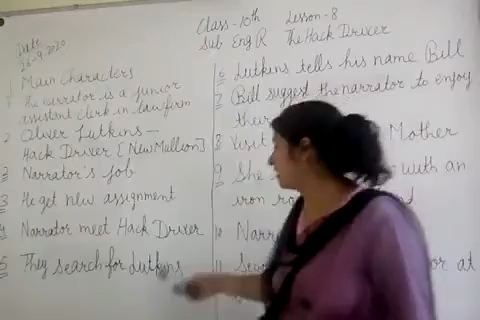 Date
26-9-2020
Class-10th Lesson-8
Sub Eng R The Hack Driver
1 Main Characters
The narrator is a junior
assistant clerk in law firm
2 Oliver Lutkins -
Hack Driver [New Mullion]
2 Narrator's job
3 He get new assignment
4 Narrator meet Hack Driver
5 They search for Lutkins
6 Lutkins tells his name Bill
7 Bill suggest the narrator to enjoy
their
8 Visit Mother
9 She with an
iron
10
11 at